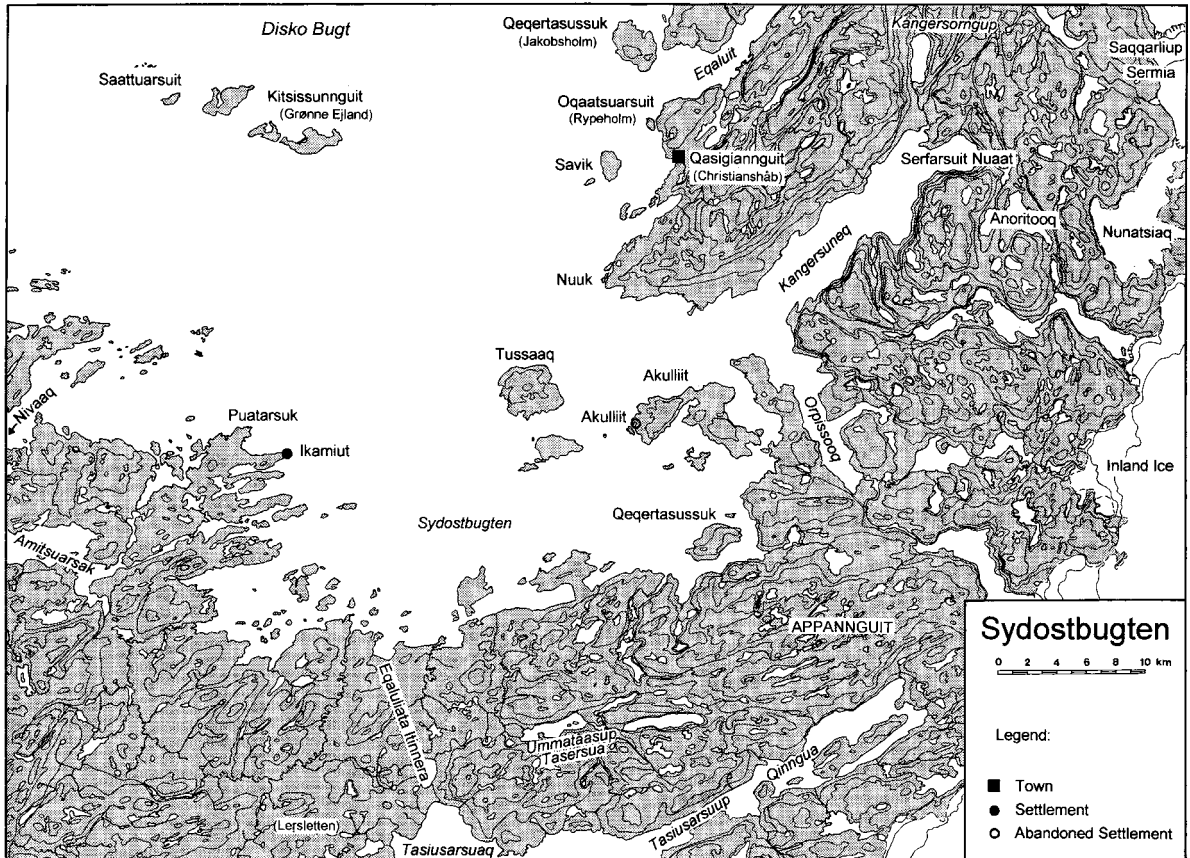 Disko Bugt
Qeqertasussuk
(Jakobsholm)
Kangersorngup
Saqqarliup
Sermia
Eqaluit
Saattuarsuit
Kitsissunnguit
(Grønne Ejland)
Oqaatsuarsuit
(Rypeholm)
Savik
Qasigiannguit
(Christianshåb)
Serfarsuit Nuaat
Anoritooq
Nunatsiaq
Kangersuneq
Nuuk
Tussaaq
Akulliit
Akulliit
Orpissooq
Nivaaq
Puatarsuk
Ikamiut
Inland Ice
Sydostbugten
Qeqertasussuk
Amitsuarsak
APPANNGUIT
Eqaluliata Itinnera
Ummataasup
Tasersua
Qinngua
Tasiusarsuup
(Lersletten)
Tasiusarsuaq
Sydostbugten
0 2 4 6 8 10 km
Legend:
Town
Settlement
Abandoned Settlement